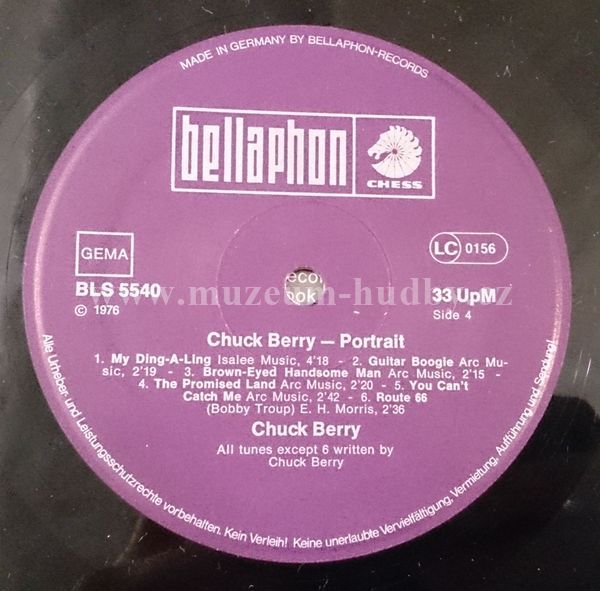 MADE IN GERMANY BY BELLAPHON-RECORDS
bellaphon
CHESS
GEMA
LC 0156
BLS 5540
℗ 1976
33 UpM
Side 4
www.muzeum-hudby.cz
Chuck Berry – Portrait
1. My Ding-A-Ling Isalee Music, 4'18 - 2. Guitar Boogie Arc Mu-
sic, 2'19 - 3. Brown-Eyed Handsome Man Arc Music, 2'15 -
4. The Promised Land Arc Music, 2'20 - 5. You Can't
Catch Me Arc Music, 2'42 - 6. Route 66
(Bobby Troup) E. H. Morris, 2'36
Chuck Berry
All tunes except 6 written by
Chuck Berry
Alle Urheber- und Leistungsschutzrechte vorbehalten. Kein Verleih! Keine unerlaubte Vervielfältigung, Vermietung, Aufführung und Sendung!